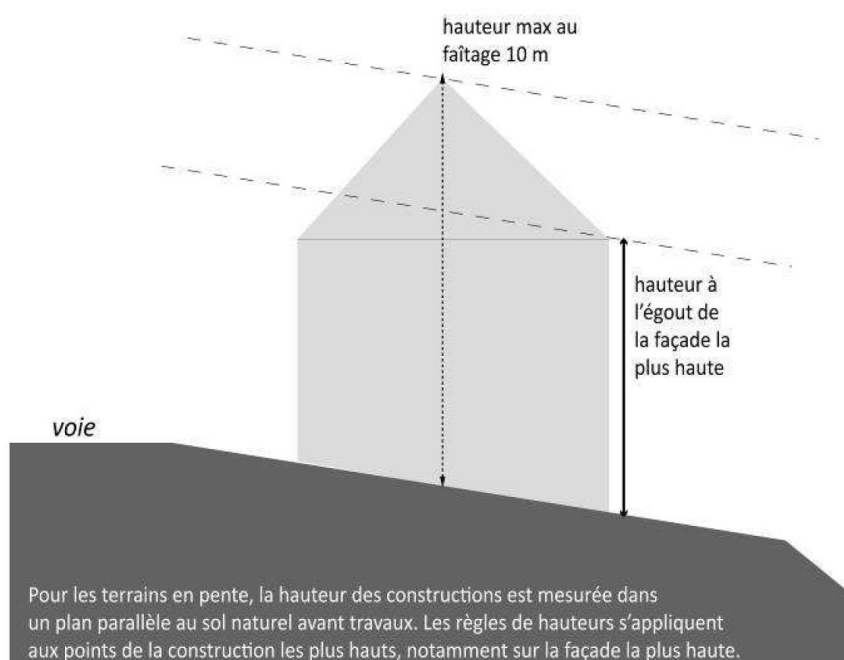 hauteur max au
faîtage 10 m
hauteur à
l'égout de
la façade la
plus haute
voie
Pour les terrains en pente, la hauteur des constructions est mesurée dans
un plan parallèle au sol naturel avant travaux. Les règles de hauteurs s'appliquent
aux points de la construction les plus hauts, notamment sur la façade la plus haute.